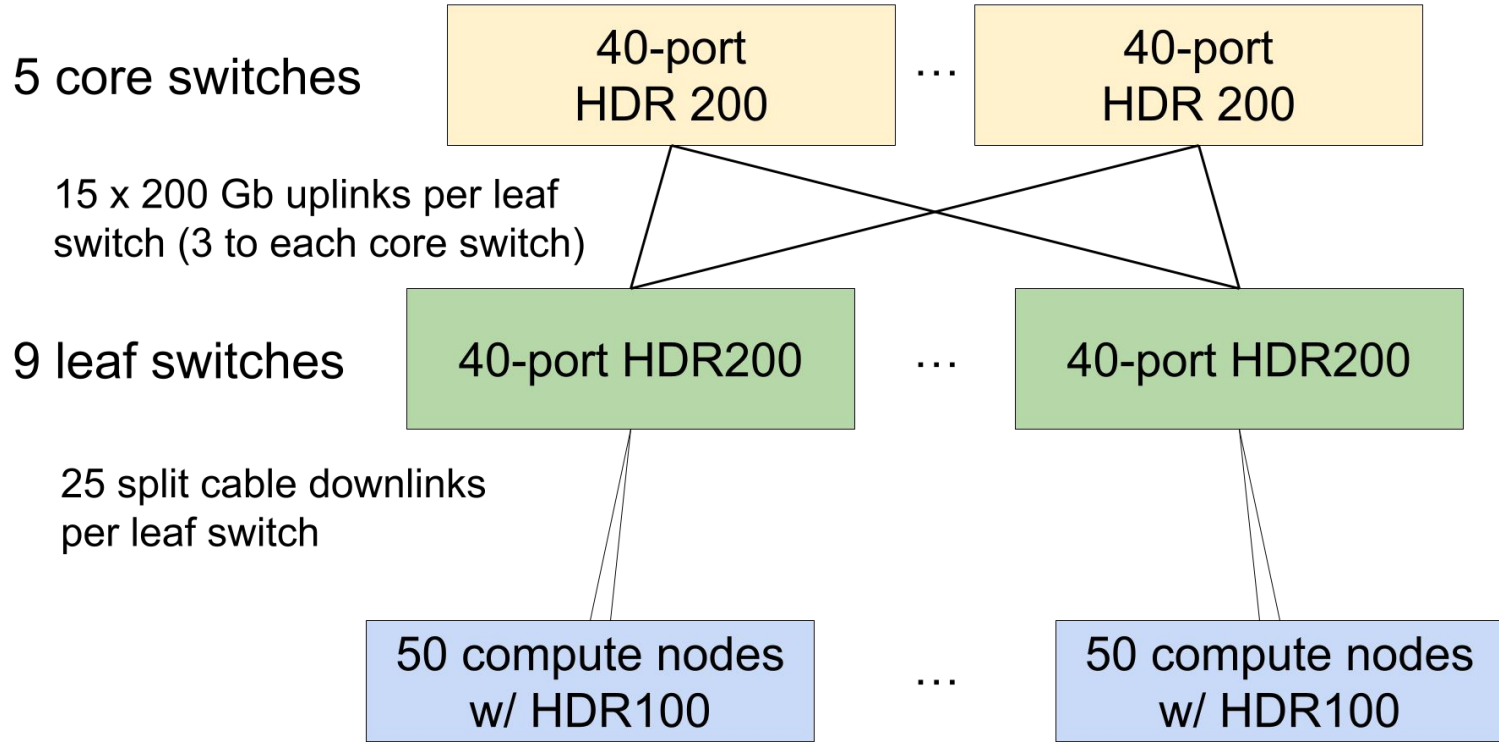 5 core switches
40-port
HDR 200
...
40-port
HDR 200
15 x 200 Gb uplinks per leaf
switch (3 to each core switch)
9 leaf switches
40-port HDR200
...
40-port HDR200
25 split cable downlinks
per leaf switch
50 compute nodes
w/ HDR100
...
50 compute nodes
w/ HDR100